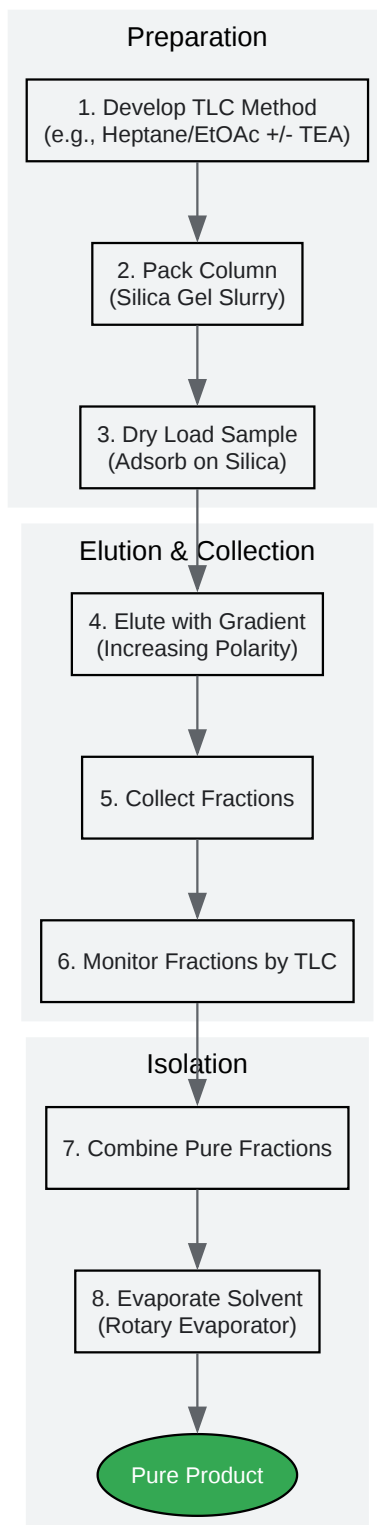 Preparation
1. Develop TLC Method
(e.g., Heptane/EtOAc +/- TEA)
2. Pack Column
(Silica Gel Slurry)
3. Dry Load Sample
(Adsorb on Silica)
Elution & Collection
4. Elute with Gradient
(Increasing Polarity)
5. Collect Fractions
6. Monitor Fractions by TLC
Isolation
7. Combine Pure Fractions
8. Evaporate Solvent
(Rotary Evaporator)
Pure Product